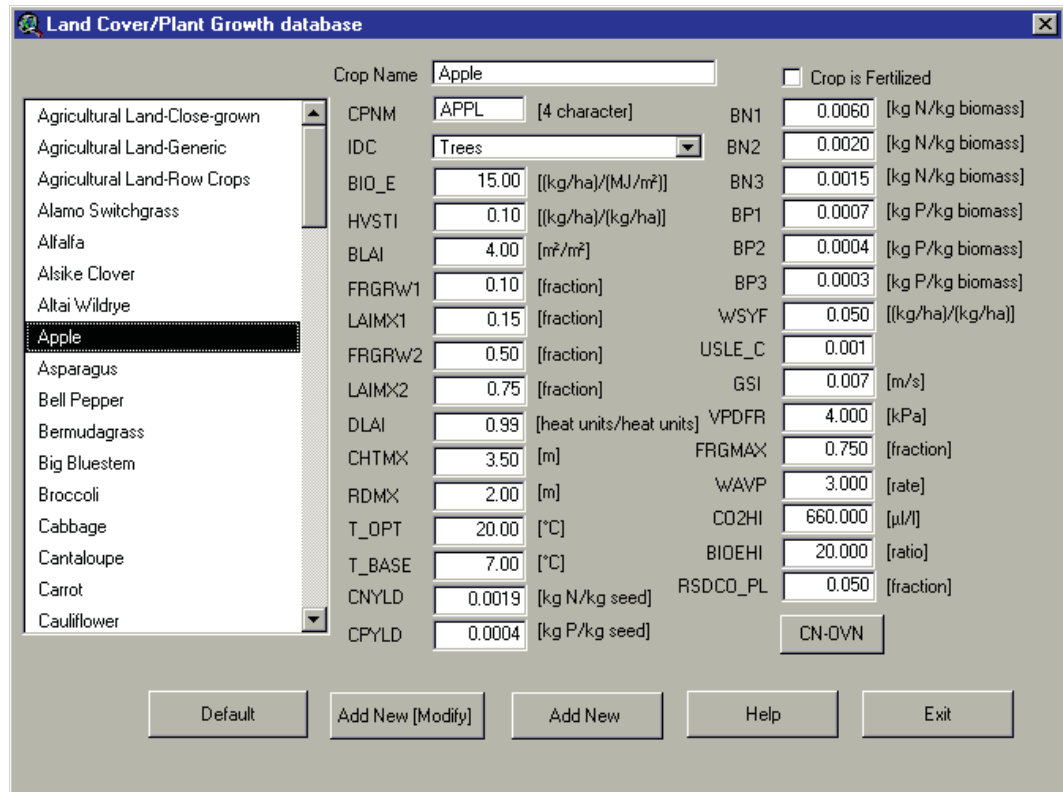 Land Cover/Plant Growth database
Crop Name Apple
Crop is Fertilized
Agricultural Land-Close-grown
Agricultural Land-Generic
Agricultural Land-Row Crops
Alamo Switchgrass
Alfalfa
Alsike Clover
Altai Wildrye
Apple
Asparagus
Bell Pepper
Bermudagrass
Big Bluestem
Broccoli
Cabbage
Cantaloupe
Carrot
Cauliflower
CPNM APPL [4 character]
IDC Trees
BIO_E 15.00 [(kg/ha)/(MJ/m²)]
HVSTI 0.10 [(kg/ha)/(kg/ha)]
BLAI 4.00 [m²/m²]
FRGRW1 0.10 [fraction]
LAIMX1 0.15 [fraction]
FRGRW2 0.50 [fraction]
LAIMX2 0.75 [fraction]
DLAI 0.99 [heat units/heat units]
CHTMX 3.50 [m]
RDMX 2.00 [m]
T_OPT 20.00 [°C]
T_BASE 7.00 [°C]
CNYLD 0.0019 [kg N/kg seed]
CPYLD 0.0004 [kg P/kg seed]
BN1 0.0060 [kg N/kg biomass]
BN2 0.0020 [kg N/kg biomass]
BN3 0.0015 [kg N/kg biomass]
BP1 0.0007 [kg P/kg biomass]
BP2 0.0004 [kg P/kg biomass]
BP3 0.0003 [kg P/kg biomass]
WSYF 0.050 [(kg/ha)/(kg/ha)]
USLE_C 0.001
GSI 0.007 [m/s]
VPDFR 4.000 [kPa]
FRGMAX 0.750 [fraction]
WAVP 3.000 [rate]
CO2HI 660.000 [µl/l]
BIOEHI 20.000 [ratio]
RSDCO_PL 0.050 [fraction]
CN-OVN
Default
Add New [Modify]
Add New
Help
Exit